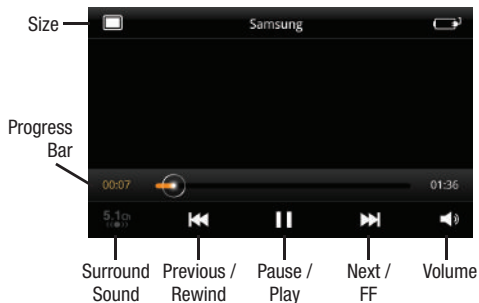 Size
Samsung
Progress
Bar
00:07
01:36
5.1ch
Surround
Sound
Previous /
Rewind
Pause /
Play
Next /
FF
Volume